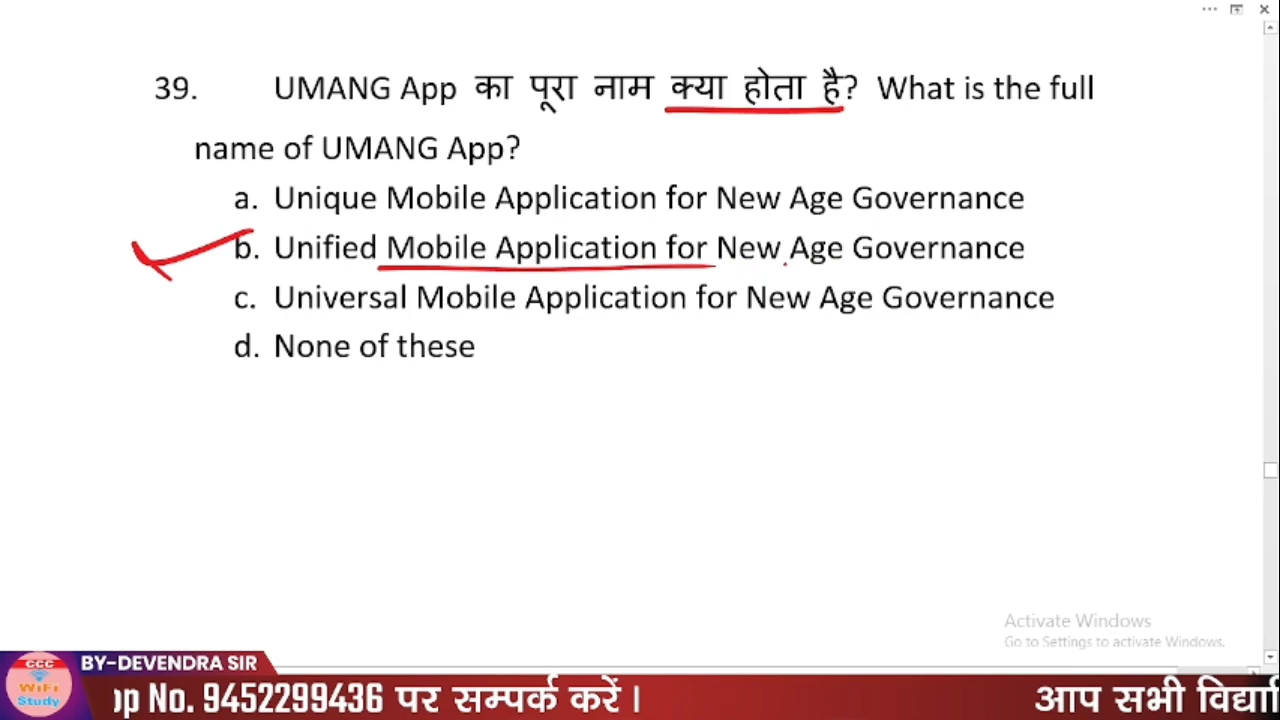 39. UMANG App का पूरा नाम क्या होता है? What is the full
name of UMANG App?
a. Unique Mobile Application for New Age Governance
b. Unified Mobile Application for New Age Governance
c. Universal Mobile Application for New Age Governance
d. None of these
Activate Windows
Go to Settings to activate Windows.
CCC
WiFi
Study
BY-DEVENDRA SIR
No. 9452299436 पर सम्पर्क करें। आप सभी